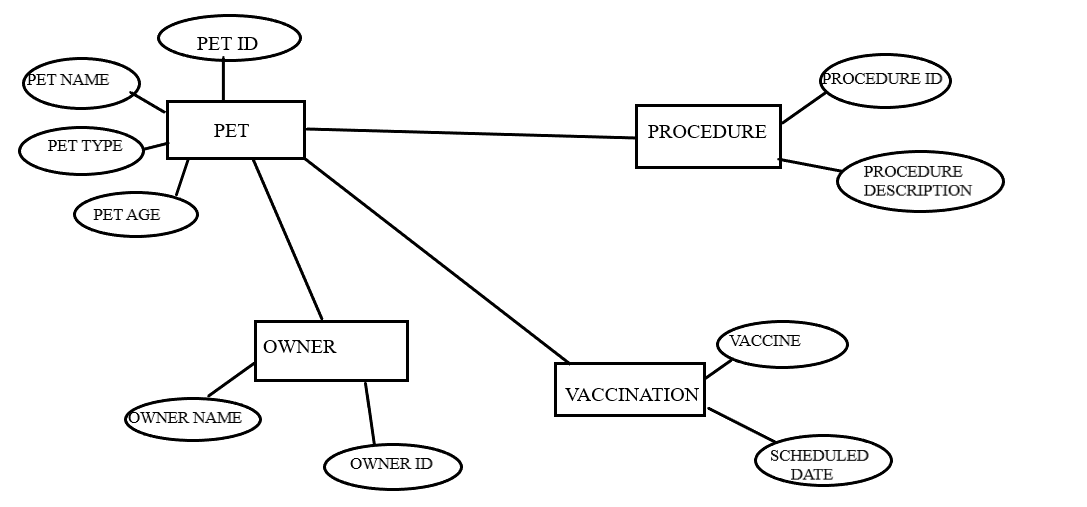 PET ID
PET NAME
PROCEDURE ID
PET
PROCEDURE
PET TYPE
PROCEDURE
DESCRIPTION
PET AGE
OWNER
VACCINE
VACCINATION
OWNER NAME
OWNER ID
SCHEDULED
DATE